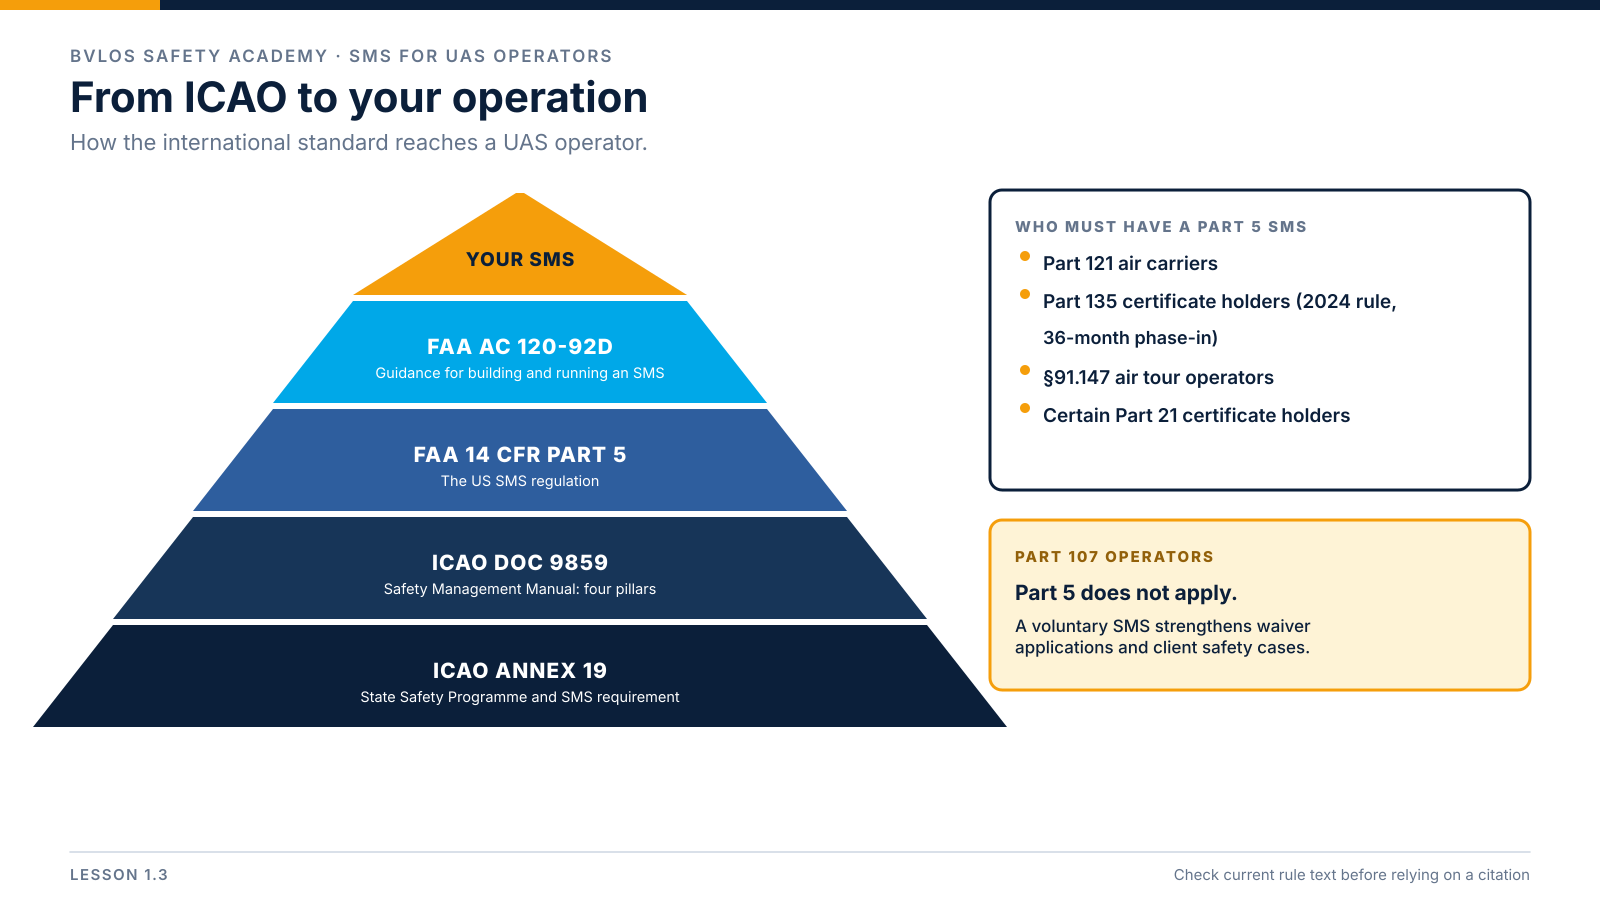 BVLOS SAFETY ACADEMY · SMS FOR UAS OPERATORS
From ICAO to your operation
How the international standard reaches a UAS operator.
YOUR SMS
FAA AC 120-92D
Guidance for building and running an SMS
FAA 14 CFR PART 5
The US SMS regulation
ICAO DOC 9859
Safety Management Manual: four pillars
ICAO ANNEX 19
State Safety Programme and SMS requirement
WHO MUST HAVE A PART 5 SMS
Part 121 air carriers
Part 135 certificate holders (2024 rule,
36-month phase-in)
§91.147 air tour operators
Certain Part 21 certificate holders
PART 107 OPERATORS
Part 5 does not apply.
A voluntary SMS strengthens waiver
applications and client safety cases.
LESSON 1.3
Check current rule text before relying on a citation